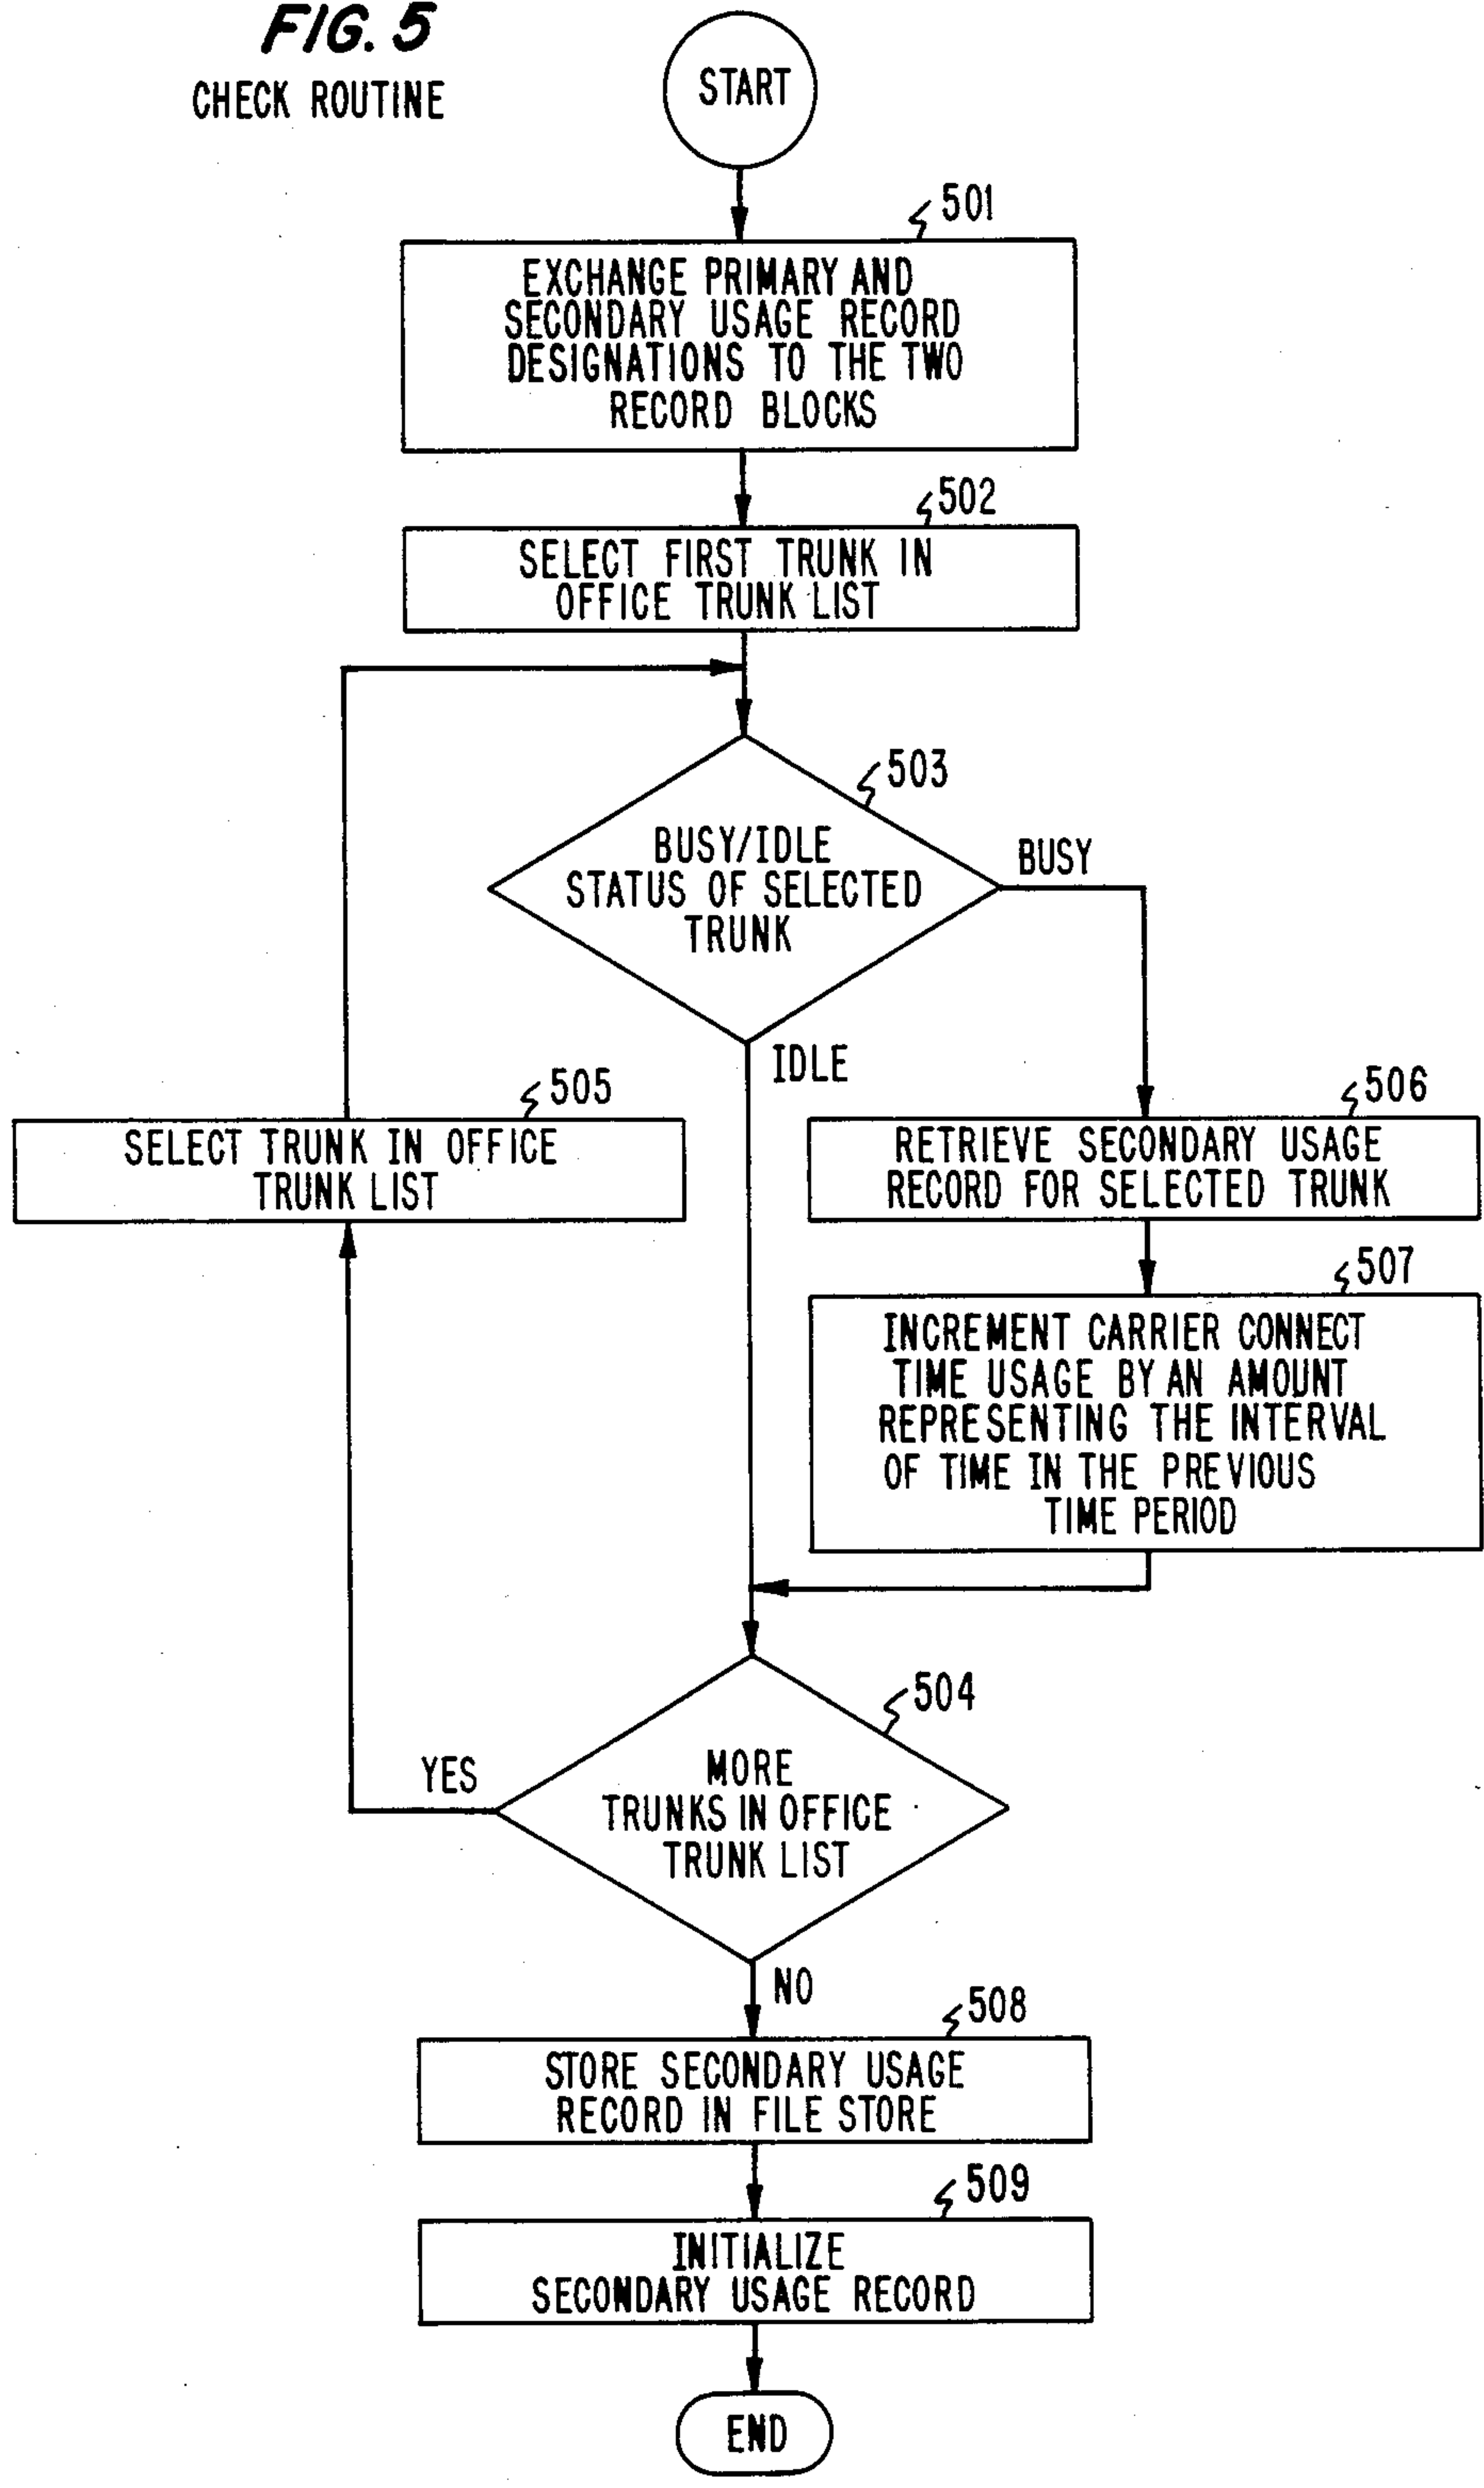 FIG. 5
CHECK ROUTINE
START
501
EXCHANGE PRIMARY AND
SECONDARY USAGE RECORD
DESIGNATIONS TO THE TWO
RECORD BLOCKS
502
SELECT FIRST TRUNK IN
OFFICE TRUNK LIST
503
BUSY/IDLE
STATUS OF SELECTED
TRUNK
BUSY
IDLE
505
SELECT TRUNK IN OFFICE
TRUNK LIST
506
RETRIEVE SECONDARY USAGE
RECORD FOR SELECTED TRUNK
507
INCREMENT CARRIER CONNECT
TIME USAGE BY AN AMOUNT
REPRESENTING THE INTERVAL
OF TIME IN THE PREVIOUS
TIME PERIOD
504
MORE
TRUNKS IN OFFICE
TRUNK LIST
YES
NO
508
STORE SECONDARY USAGE
RECORD IN FILE STORE
509
INITIALIZE
SECONDARY USAGE RECORD
END